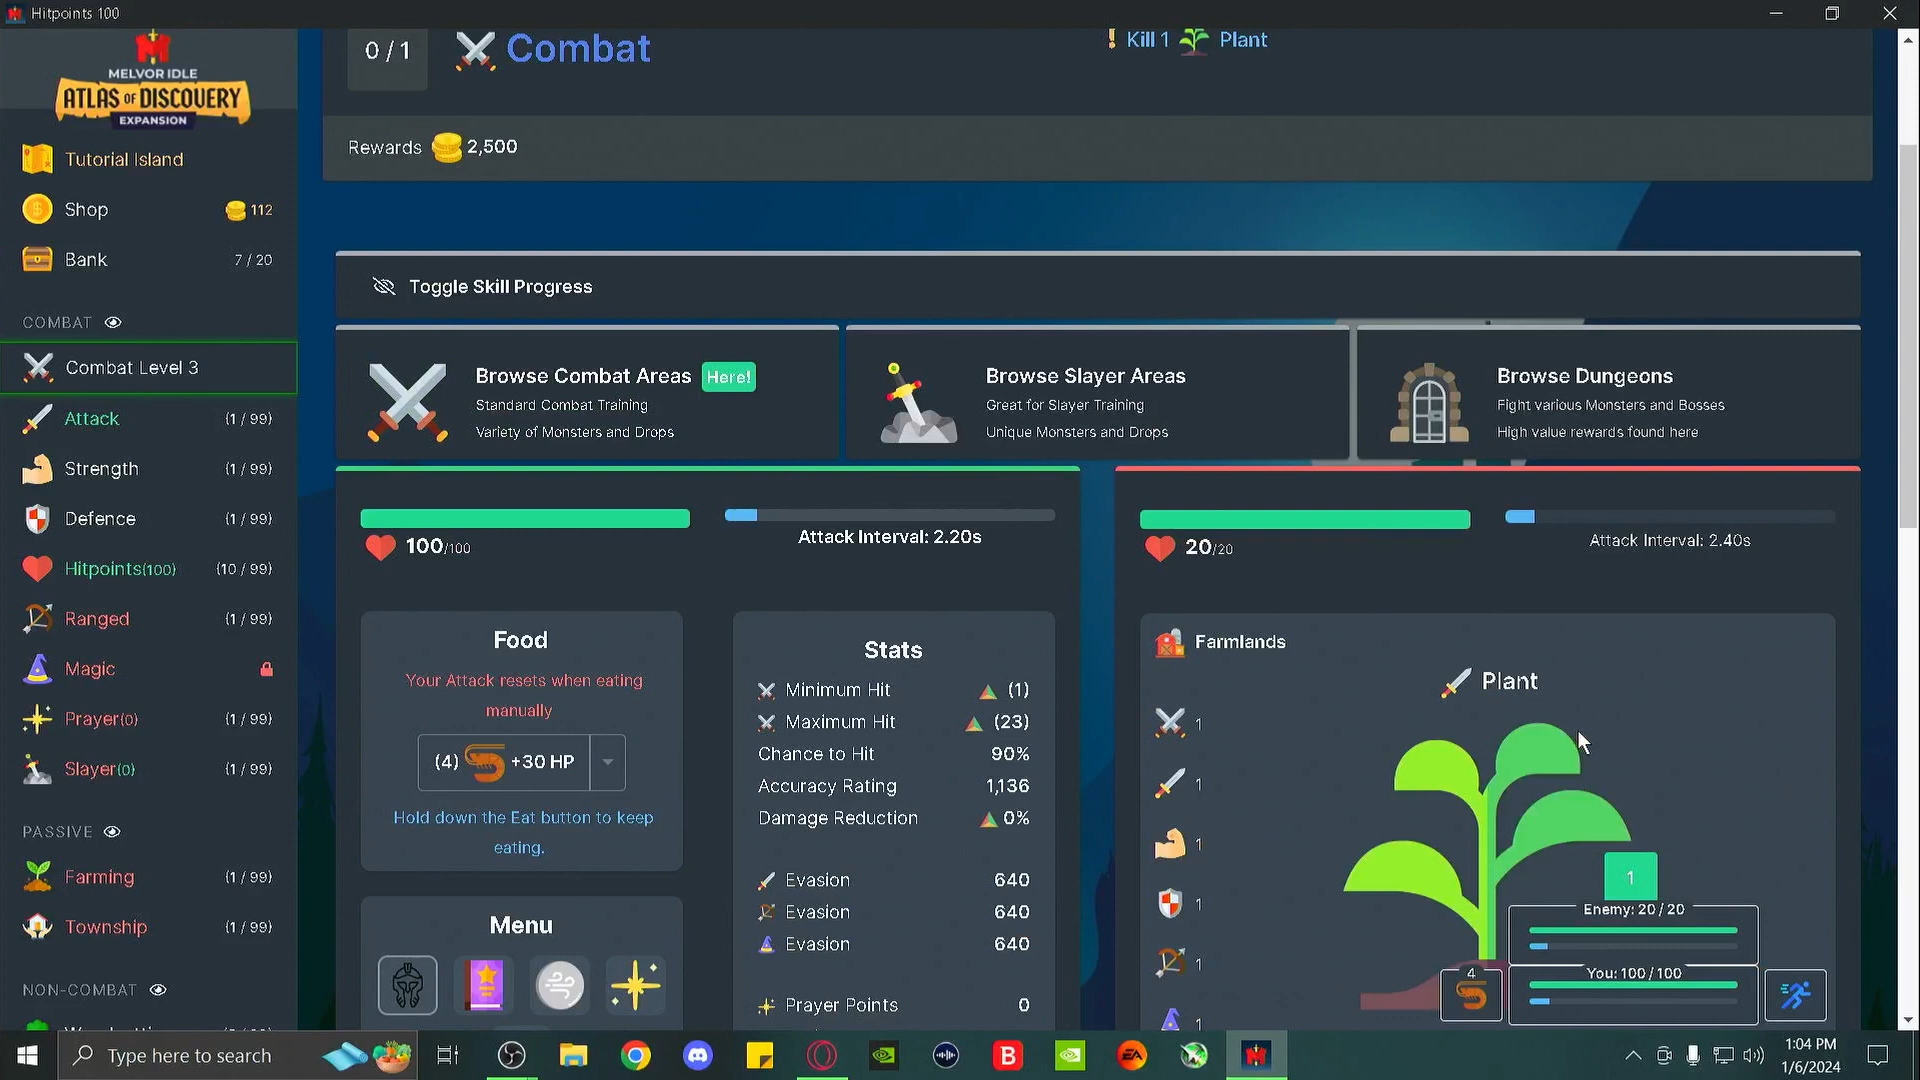 Hitpoints 100
MELVOR IDLE
ATLAS OF DISCOVERY
EXPANSION
Tutorial Island
Shop 112
Bank 7 / 20
COMBAT
Combat Level 3
Attack (1 / 99)
Strength (1 / 99)
Defence (1 / 99)
Hitpoints(100) (10 / 99)
Ranged (1 / 99)
Magic
Prayer(0) (1 / 99)
Slayer(0) (1 / 99)
PASSIVE
Farming (1 / 99)
Township (1 / 99)
NON-COMBAT
0 / 1 Combat
Kill 1 Plant
Rewards 2,500
Toggle Skill Progress
Browse Combat Areas Here!
Standard Combat Training
Variety of Monsters and Drops
Browse Slayer Areas
Great for Slayer Training
Unique Monsters and Drops
Browse Dungeons
Fight various Monsters and Bosses
High value rewards found here
100/100
Attack Interval: 2.20s
Food
Your Attack resets when eating
manually
(4) +30 HP
Hold down the Eat button to keep
eating.
Menu
Stats
Minimum Hit (1)
Maximum Hit (23)
Chance to Hit 90%
Accuracy Rating 1,136
Damage Reduction 0%
Evasion 640
Evasion 640
Evasion 640
Prayer Points 0
20/20
Attack Interval: 2.40s
Farmlands
Plant
1
1
1
1
1
1
1
Enemy: 20 / 20
4
You: 100 / 100
Type here to search
1:04 PM
1/6/2024